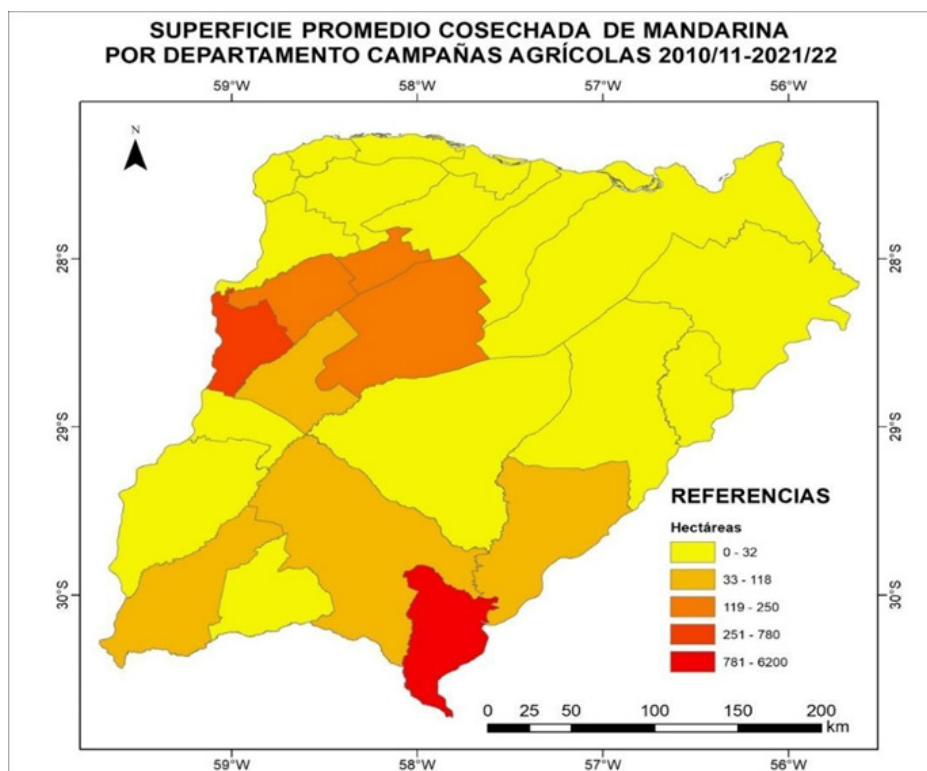 SUPERFICIE PROMEDIO COSECHADA DE MANDARINA
POR DEPARTAMENTO CAMPAÑAS AGRÍCOLAS 2010/11-2021/22
59°W 58°W 57°W 56°W
N
28°S 28°S
29°S 29°S
30°S 30°S
REFERENCIAS
Hectáreas
0 - 32
33 - 118
119 - 250
251 - 780
781 - 6200
0 25 50 100 150 200
km
59°W 58°W 57°W 56°W